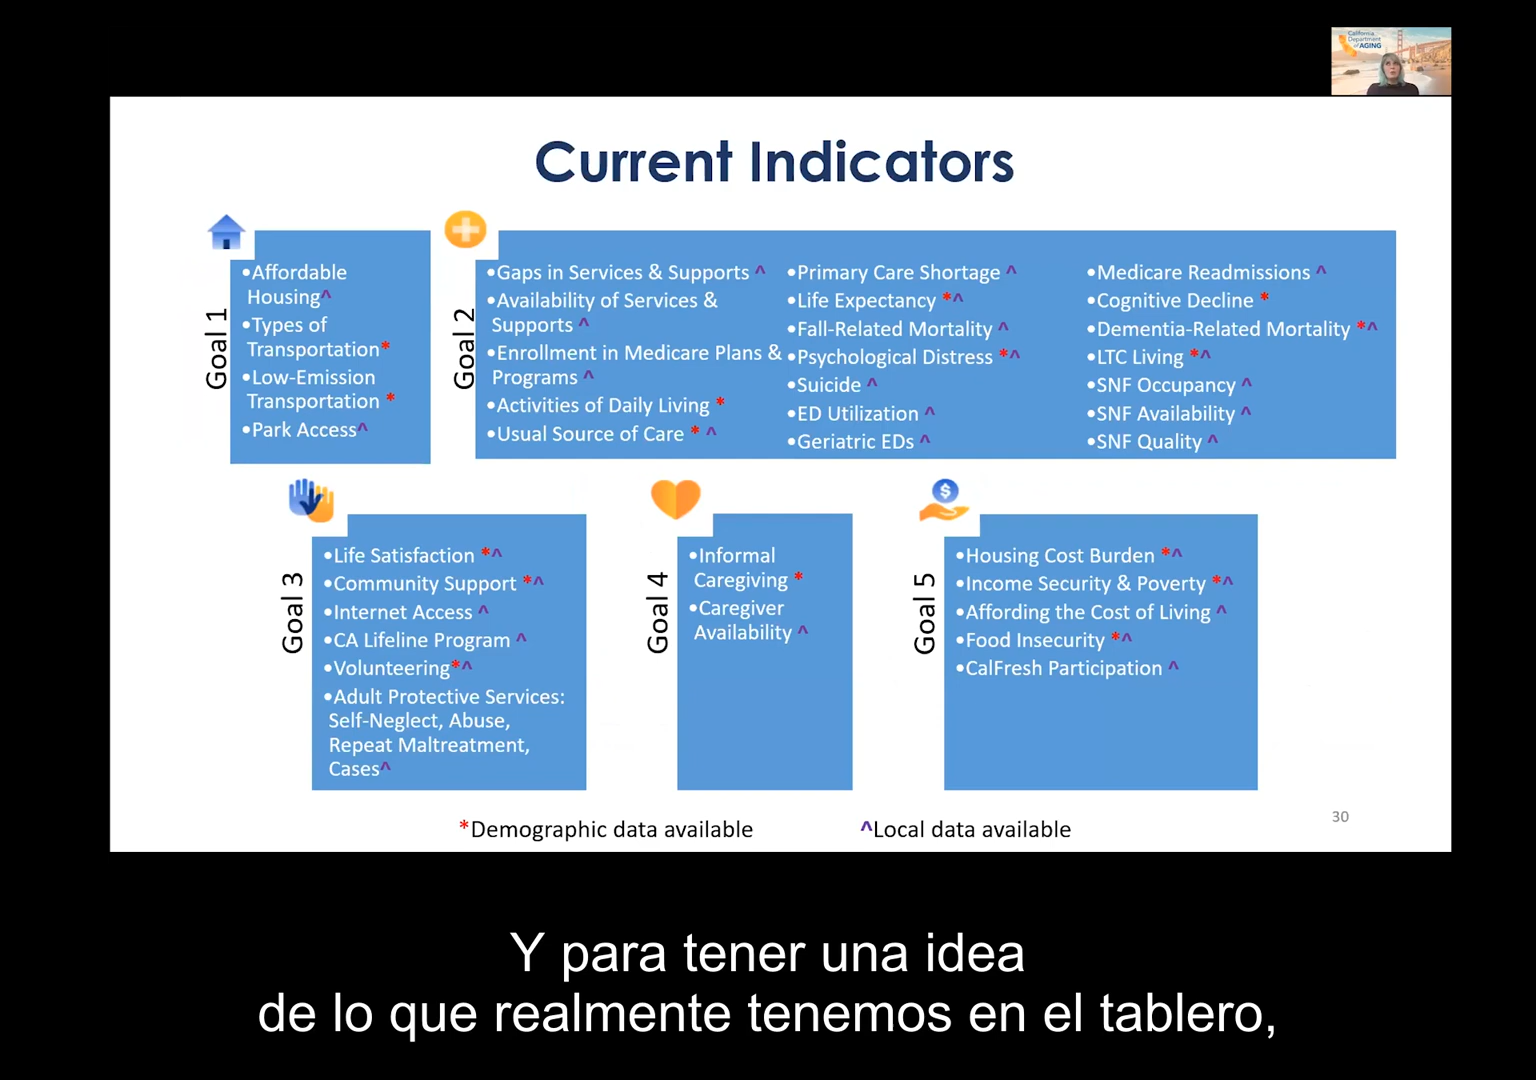 California
Department
of AGING
Current Indicators
Goal 1
•Affordable
Housing^
•Types of
Transportation*
•Low-Emission
Transportation *
•Park Access^
Goal 2
•Gaps in Services & Supports ^
•Availability of Services &
Supports ^
•Enrollment in Medicare Plans &
Programs ^
•Activities of Daily Living *
•Usual Source of Care * ^
•Primary Care Shortage ^
•Life Expectancy *^
•Fall-Related Mortality ^
•Psychological Distress *^
•Suicide ^
•ED Utilization ^
•Geriatric EDs ^
•Medicare Readmissions ^
•Cognitive Decline *
•Dementia-Related Mortality *^
•LTC Living *^
•SNF Occupancy ^
•SNF Availability ^
•SNF Quality ^
Goal 3
•Life Satisfaction *^
•Community Support *^
•Internet Access ^
•CA Lifeline Program ^
•Volunteering*^
•Adult Protective Services:
Self-Neglect, Abuse,
Repeat Maltreatment,
Cases^
Goal 4
•Informal
Caregiving *
•Caregiver
Availability ^
Goal 5
•Housing Cost Burden *^
•Income Security & Poverty *^
•Affording the Cost of Living ^
•Food Insecurity *^
•CalFresh Participation ^
*Demographic data available
^Local data available
30
Y para tener una idea
de lo que realmente tenemos en el tablero,